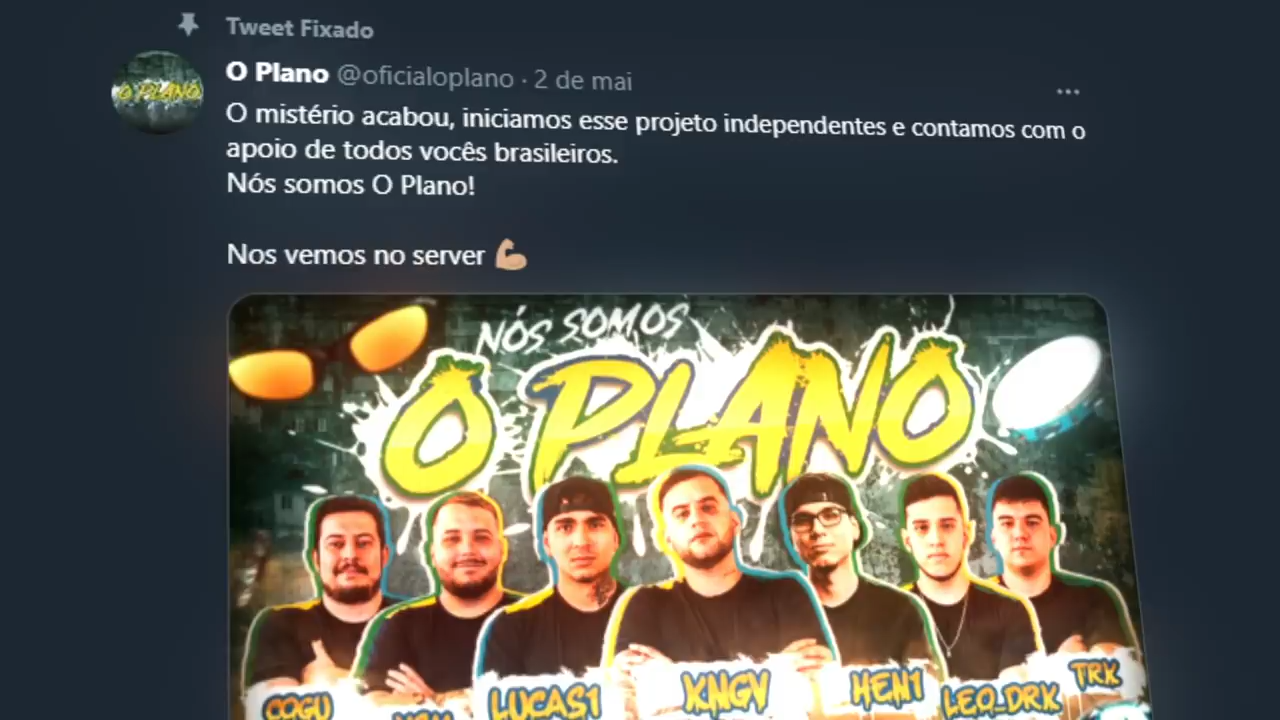 Tweet Fixado
O Plano @oficialoplano · 2 de mai
O mistério acabou, iniciamos esse projeto independentes e contamos com o
apoio de todos vocês brasileiros.
Nós somos O Plano!
Nos vemos no server 💪🏼
O PLANO
NÓS SOMOS
O PLANO
COGU
LUCAS1
KNGV
HEN1
LEO_DRK
TRK